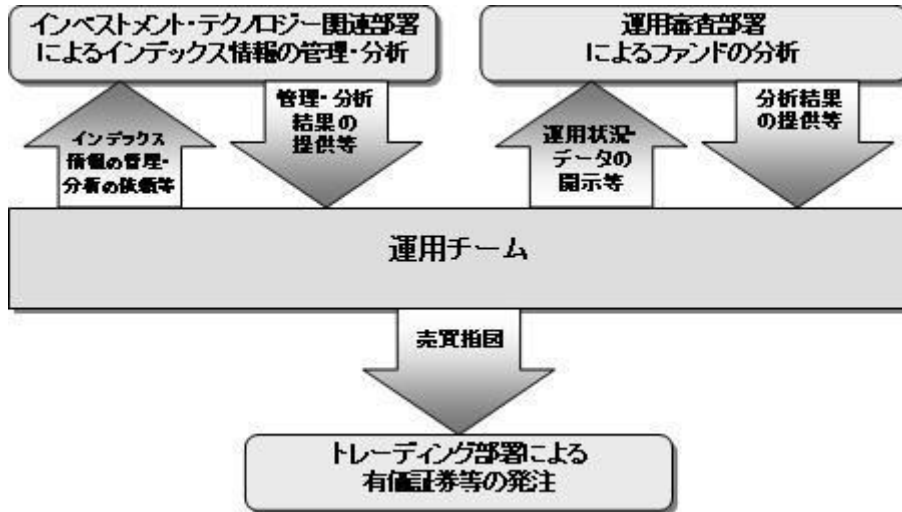 インベストメント・テクノロジー関連部署
によるインデックス情報の管理・分析
運用審査部署
によるファンドの分析
インデックス
情報の管理・
分析の依頼等
管理・分析
結果の
提供等
運用状況・
データの
開示等
分析結果
の提供等
運用チーム
売買指図
トレーディング部署による
有価証券等の発注